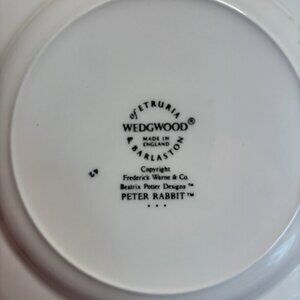 of ETRURIA
WEDGWOOD®
MADE IN
ENGLAND
& BARLASTON
Copyright
Frederick Warne & Co.
Beatrix Potter Designs™
PETER RABBIT™